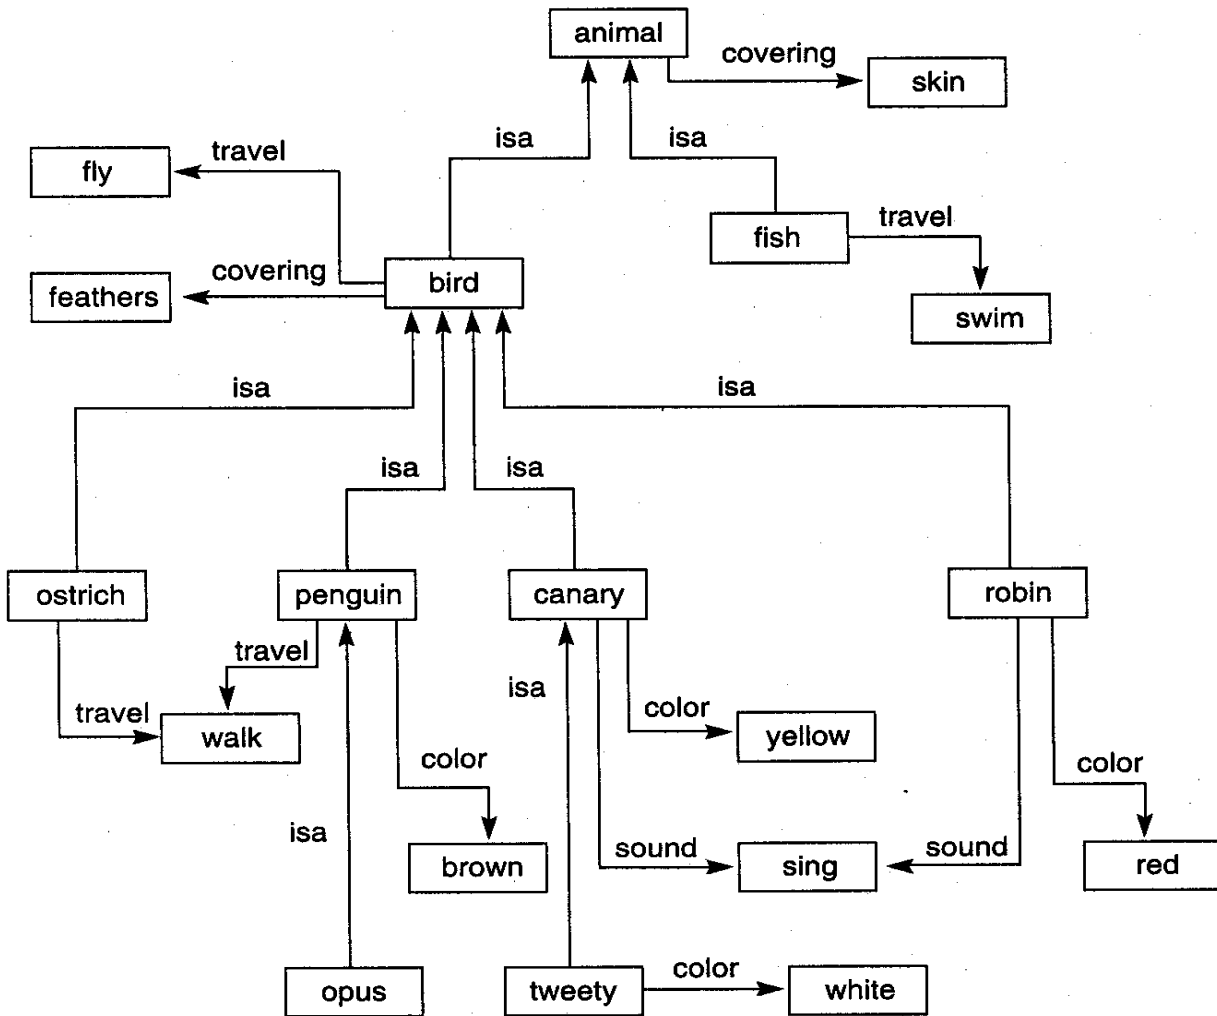 animal
covering
skin
isa
isa
travel
fly
fish
travel
covering
feathers
bird
swim
isa
isa
isa
isa
ostrich
penguin
canary
robin
travel
isa
travel
walk
color
yellow
color
color
isa
sound
sing
sound
brown
red
opus
tweety
color
white